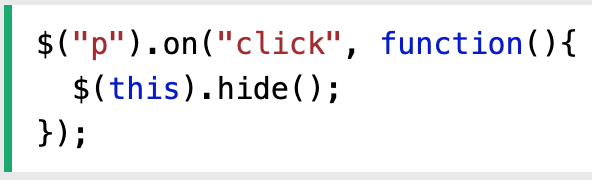 $("p").on("click", function(){
  $(this).hide();
});